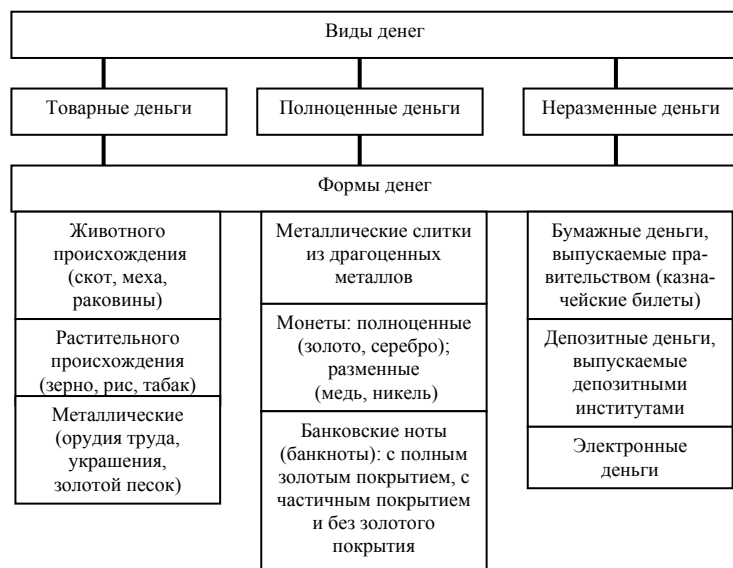 Виды денег
Товарные деньги
Полноценные деньги
Неразменные деньги
Формы денег
Животного
происхождения
(скот, меха,
раковины)
Растительного
происхождения
(зерно, рис, табак)
Металлические
(орудия труда,
украшения,
золотой песок)
Металлические слитки
из драгоценных
металлов
Монеты: полноценные
(золото, серебро);
разменные
(медь, никель)
Банковские ноты
(банкноты): с полным
золотым покрытием, с
частичным покрытием
и без золотого
покрытия
Бумажные деньги,
выпускаемые пра-
вительством (казна-
чейские билеты)
Депозитные деньги,
выпускаемые
депозитными
институтами
Электронные
деньги